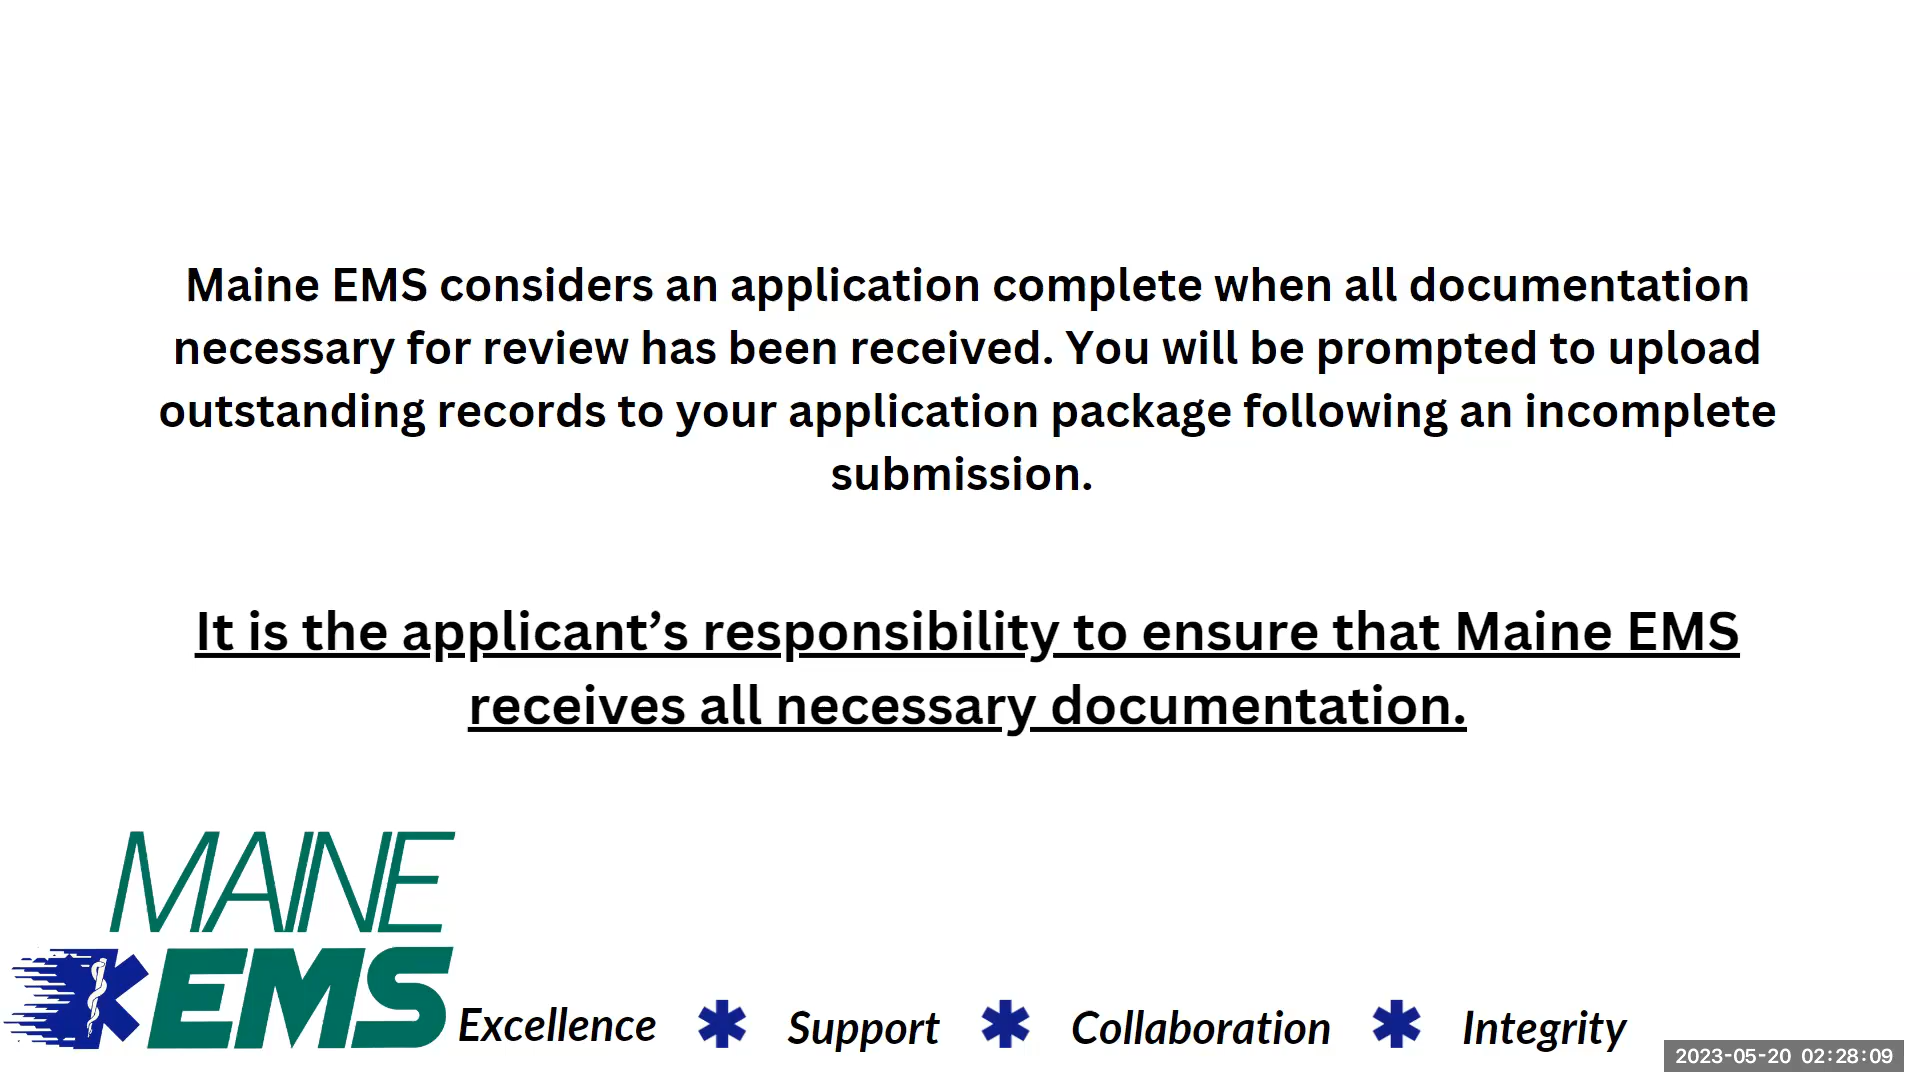 Maine EMS considers an application complete when all documentation
necessary for review has been received. You will be prompted to upload
outstanding records to your application package following an incomplete
submission.
It is the applicant’s responsibility to ensure that Maine EMS
receives all necessary documentation.
MAINE
EMS
Excellence Support Collaboration Integrity
2023-05-20 02:28:09